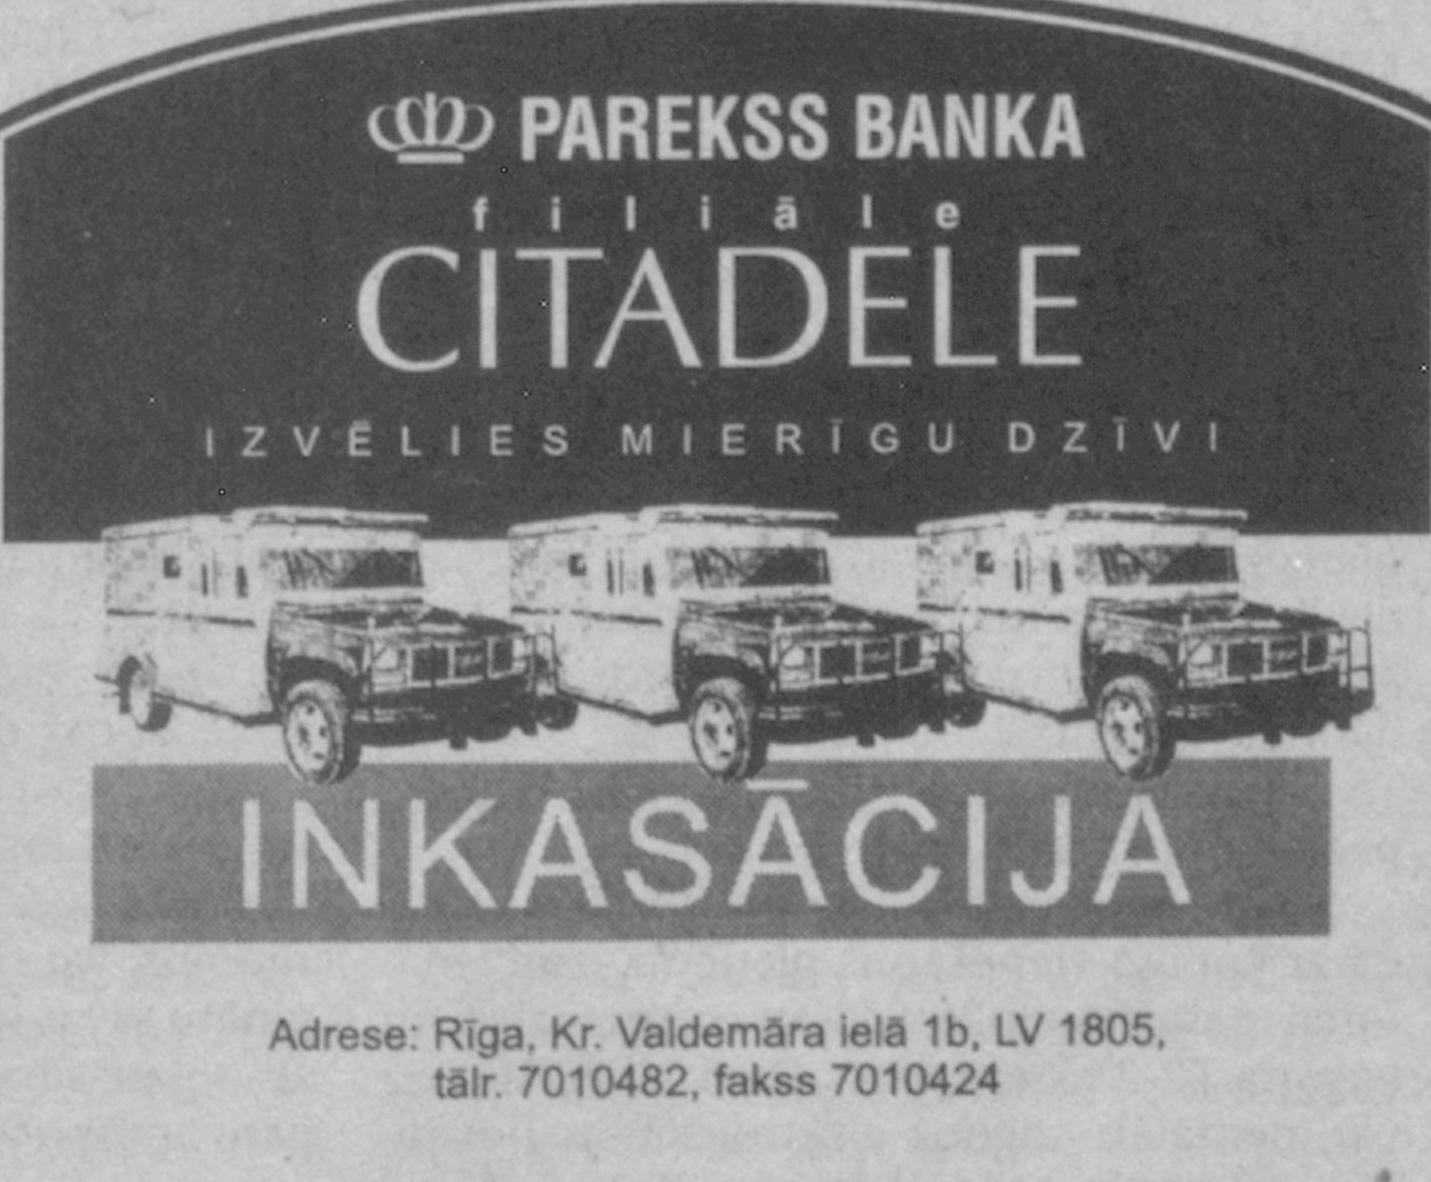 PAREKSS BANKA
filiāle
CITADELE
IZVĒLIES MIERĪGU DZĪVI
INKASĀCIJA
Adrese: Rīga, Kr. Valdemāra ielā 1b, LV 1805,
tālr. 7010482, fakss 7010424